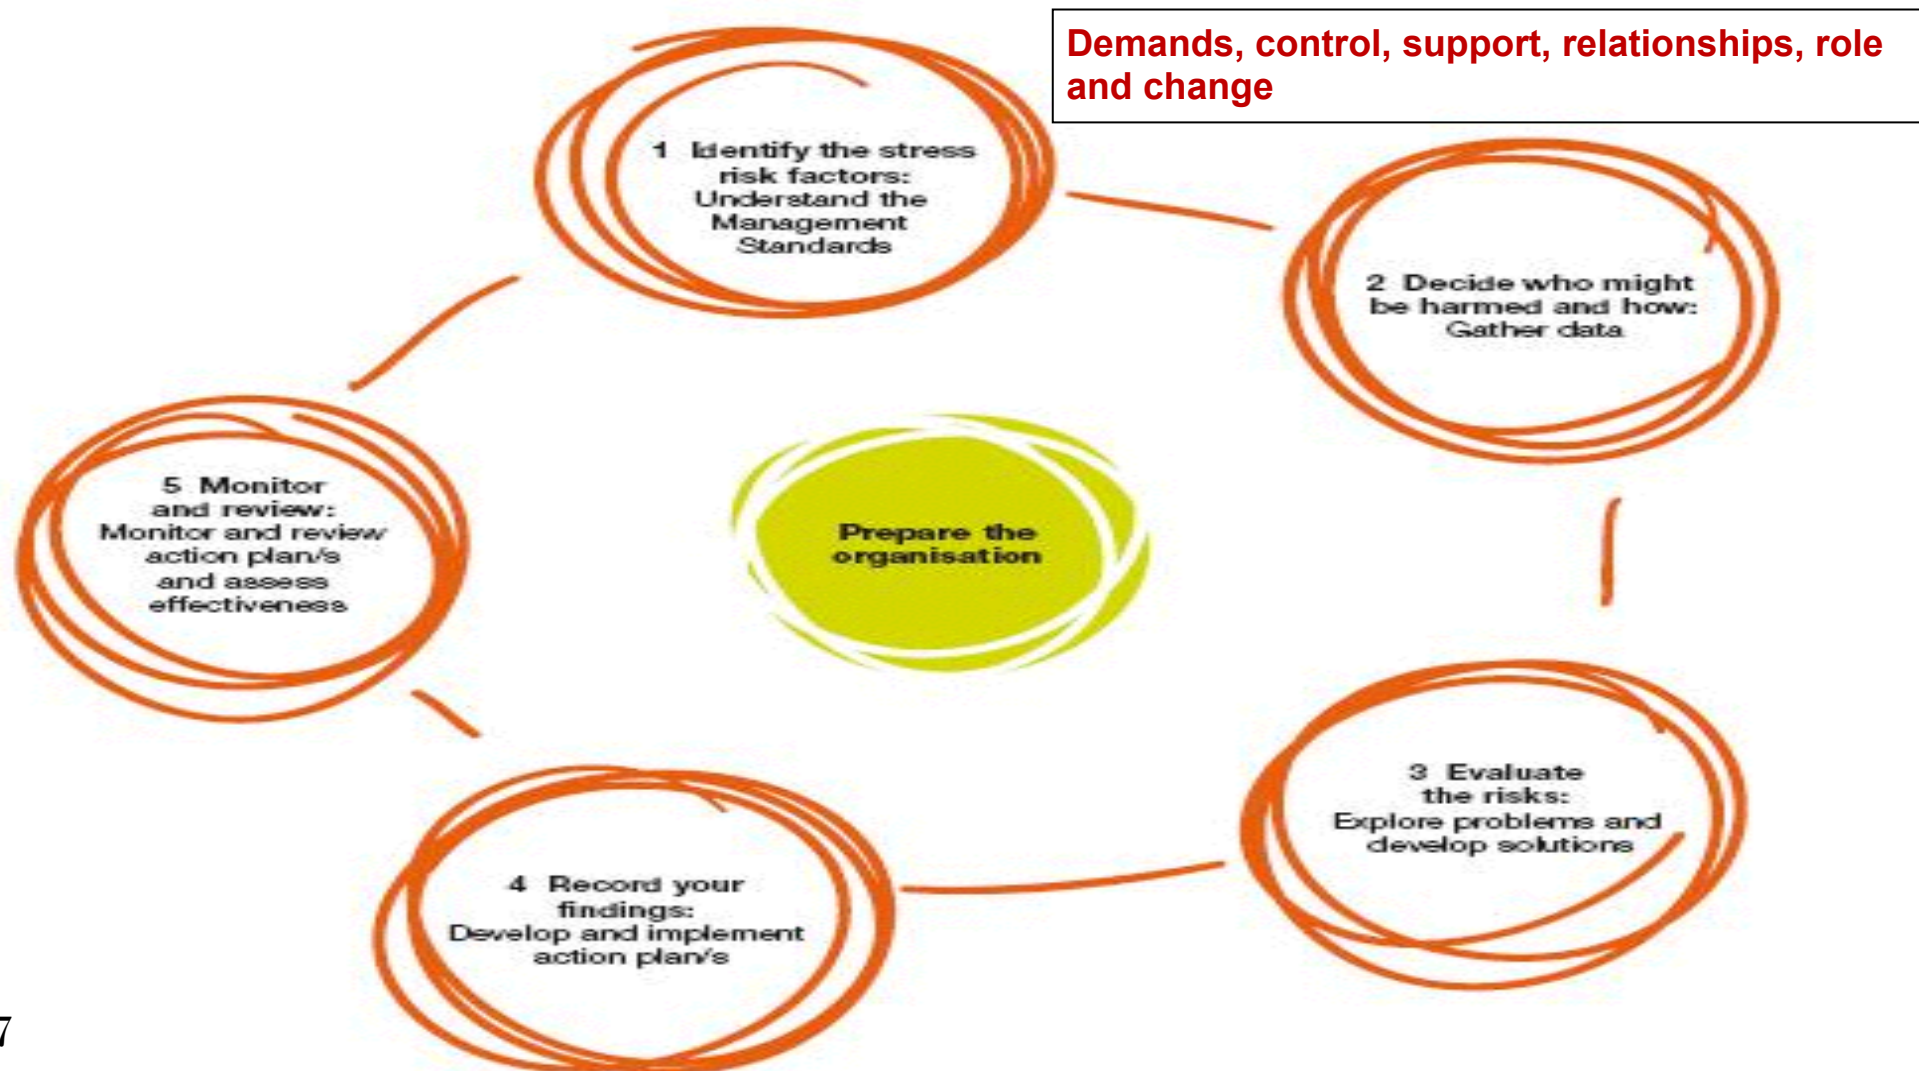 Demands, control, support, relationships, role
and change
1 Identify the stress
risk factors:
Understand the
Management
Standards
2 Decide who might
be harmed and how:
Gather data
3 Evaluate
the risks:
Explore problems and
develop solutions
4 Record your
findings:
Develop and implement
action plan/s
5 Monitor
and review:
Monitor and review
action plan/s
and assess
effectiveness
Prepare the
organisation
7